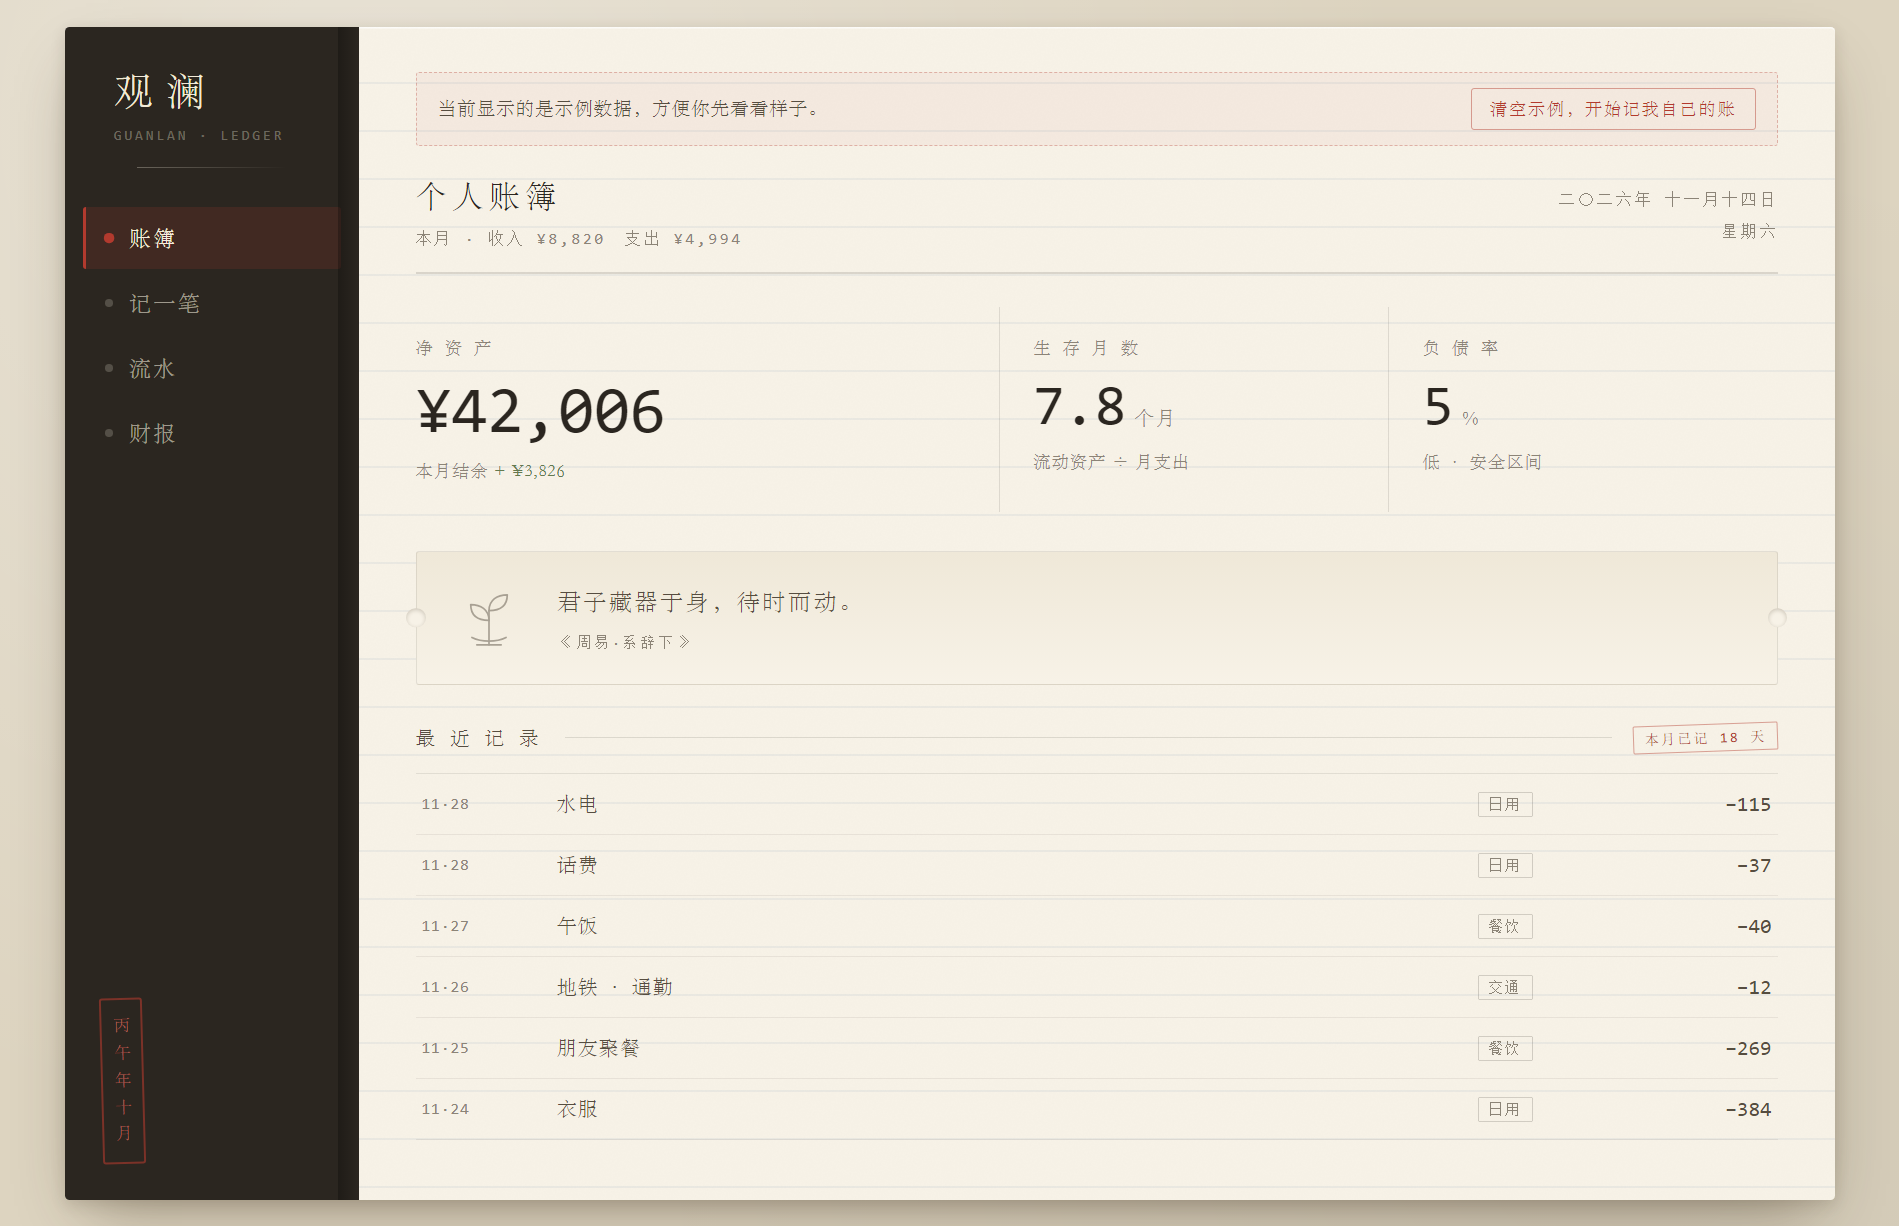 观澜
GUANLAN · LEDGER
账簿
记一笔
流水
财报
丙午年十月
当前显示的是示例数据，方便你先看看样子。
清空示例，开始记我自己的账
个人账簿
本月 · 收入 ¥8,820 支出 ¥4,994
二〇二六年 十一月十四日
星期六
净资产
¥42,006
本月结余 + ¥3,826
生存月数
7.8 个月
流动资产 ÷ 月支出
负债率
5 %
低 · 安全区间
君子藏器于身，待时而动。
《周易·系辞下》
最近记录
本月已记 18 天
11·28 水电 日用 −115
11·28 话费 日用 −37
11·27 午饭 餐饮 −40
11·26 地铁 · 通勤 交通 −12
11·25 朋友聚餐 餐饮 −269
11·24 衣服 日用 −384